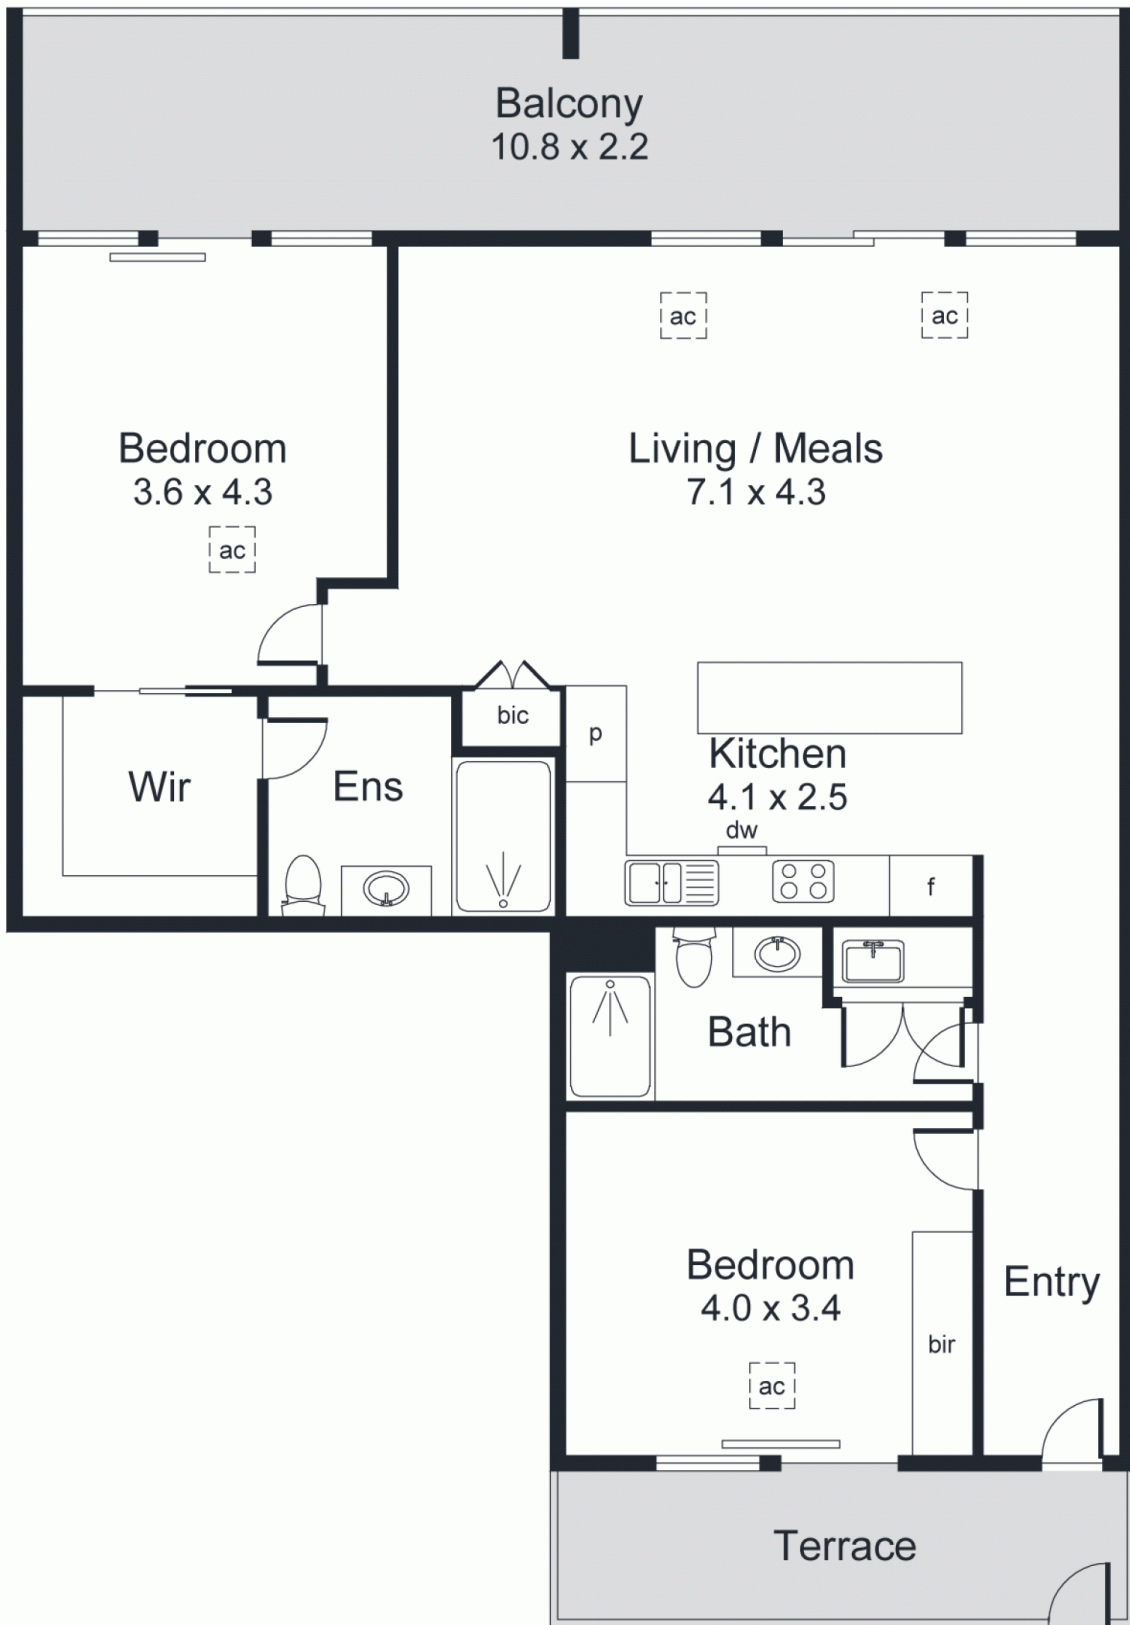 Balcony
10.8 x 2.2
ac
ac
Bedroom
3.6 x 4.3
ac
Living / Meals
7.1 x 4.3
bic
p
Kitchen
4.1 x 2.5
dw
f
Wir
Ens
Bath
Bedroom
4.0 x 3.4
ac
bir
Entry
Terrace